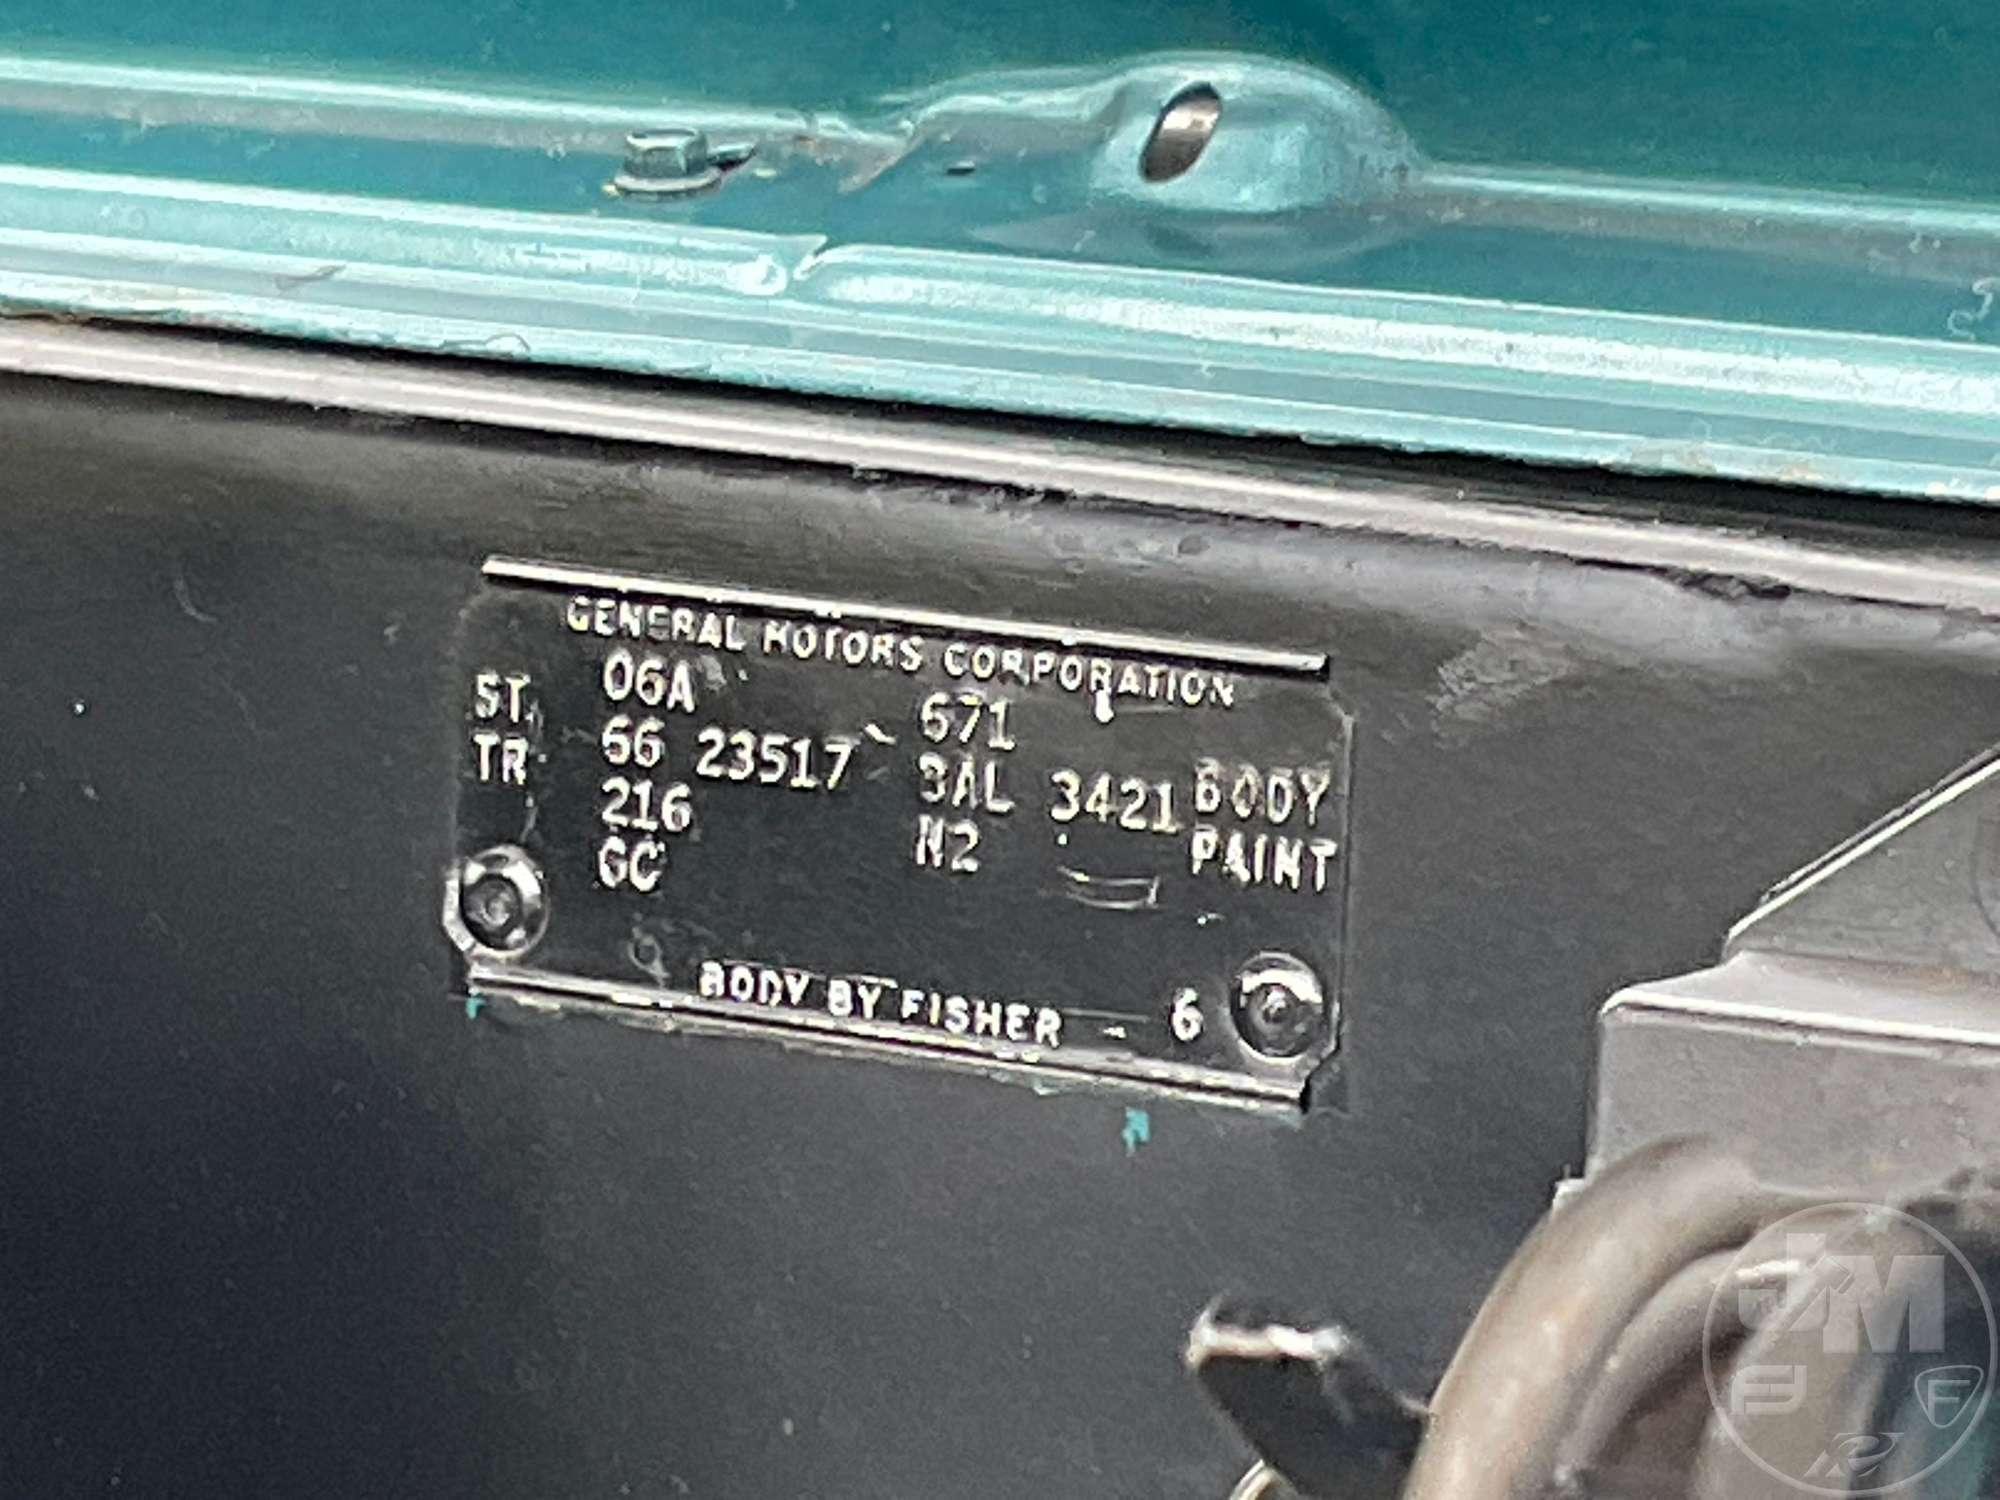 GENERAL MOTORS CORPORATION
06A 671
ST. 66 23517 BAL 3421 BODY
TR. 216 N2 PAINT
GC
BODY BY FISHER 6
JM